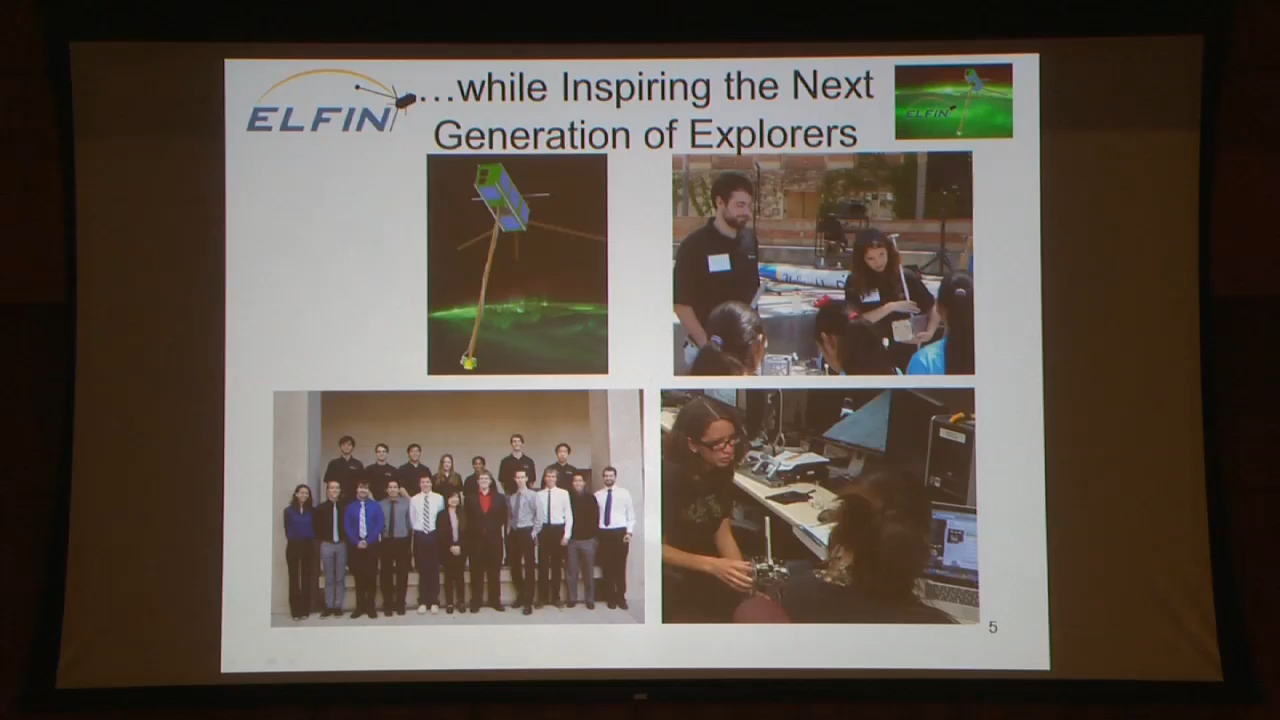 ELFIN
…while Inspiring the Next
Generation of Explorers
ELFIN
5